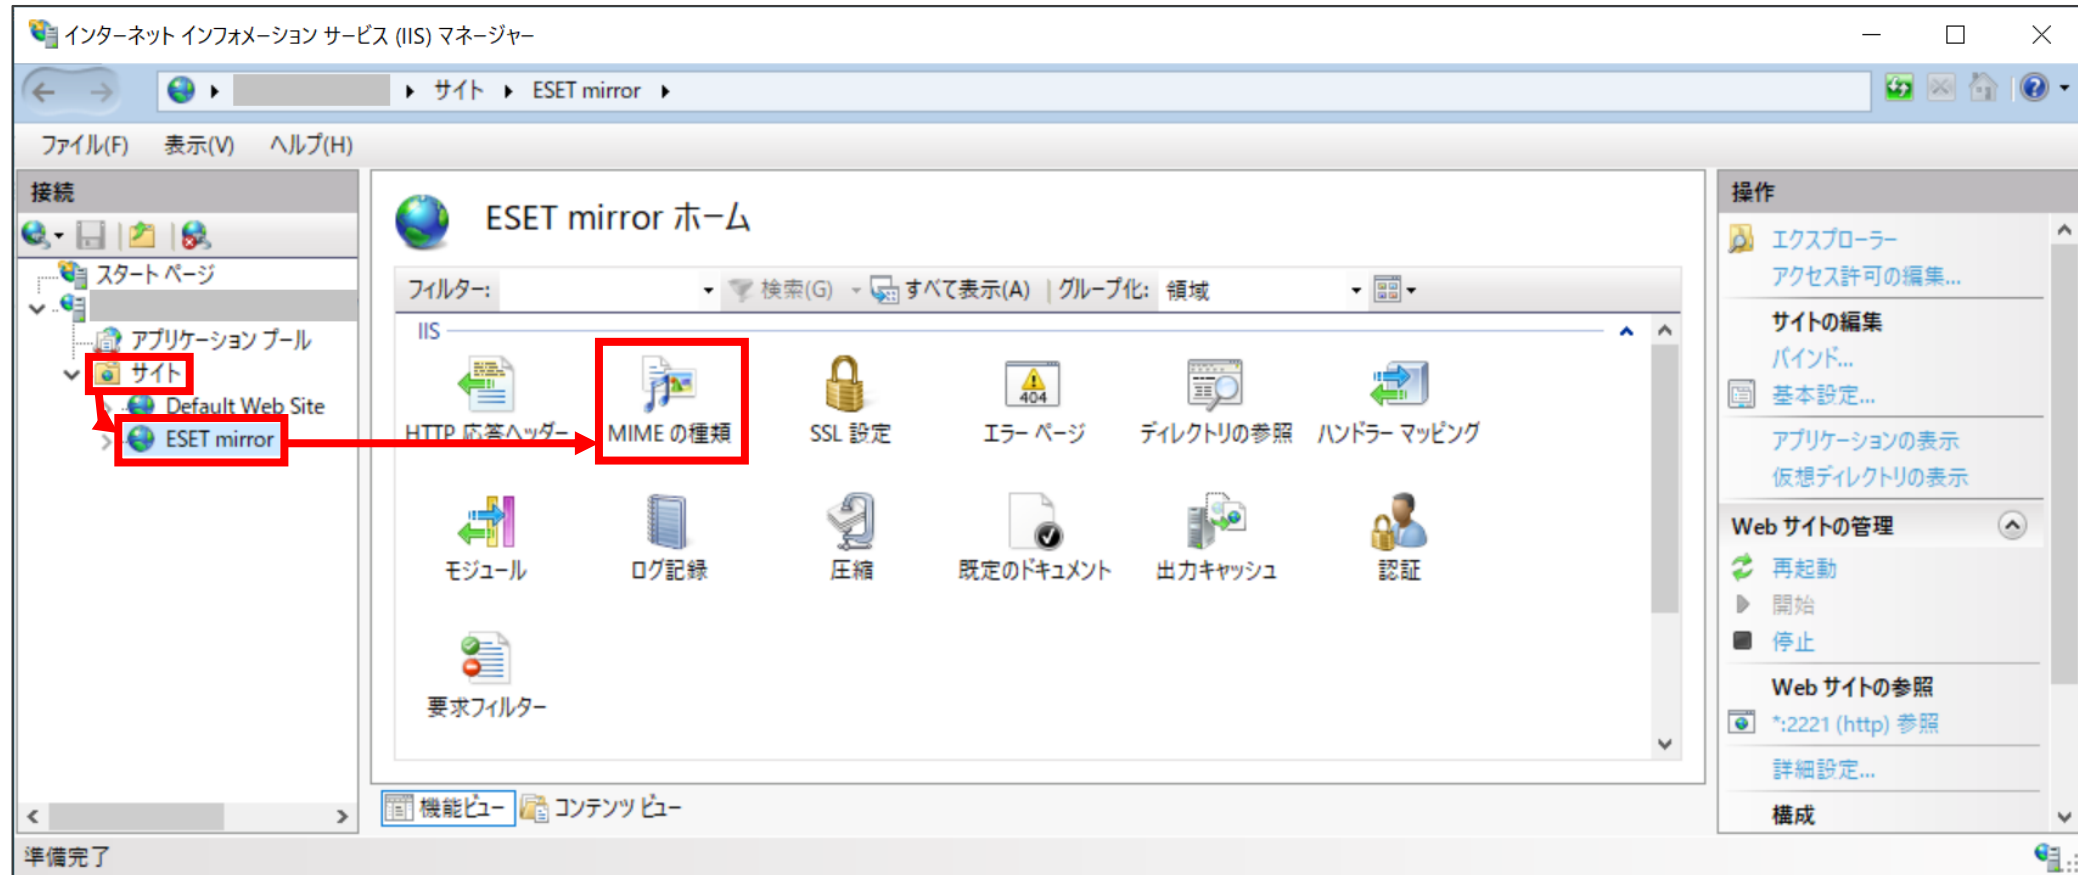 インターネット インフォメーション サービス (IIS) マネージャー
サイト ESET mirror
ファイル(F) 表示(V) ヘルプ(H)
接続
スタート ページ
アプリケーション プール
サイト
Default Web Site
ESET mirror
ESET mirror ホーム
フィルター: 検索(G) すべて表示(A) グループ化: 領域
IIS
HTTP 応答ヘッダー MIME の種類 SSL 設定 エラー ページ ディレクトリの参照 ハンドラー マッピング
404
モジュール ログ記録 圧縮 既定のドキュメント 出力キャッシュ 認証
要求フィルター
機能ビュー コンテンツ ビュー
操作
エクスプローラー
アクセス許可の編集...
サイトの編集
バインド...
基本設定...
アプリケーションの表示
仮想ディレクトリの表示
Web サイトの管理
再起動
開始
停止
Web サイトの参照
*:2221 (http) 参照
詳細設定...
構成
準備完了